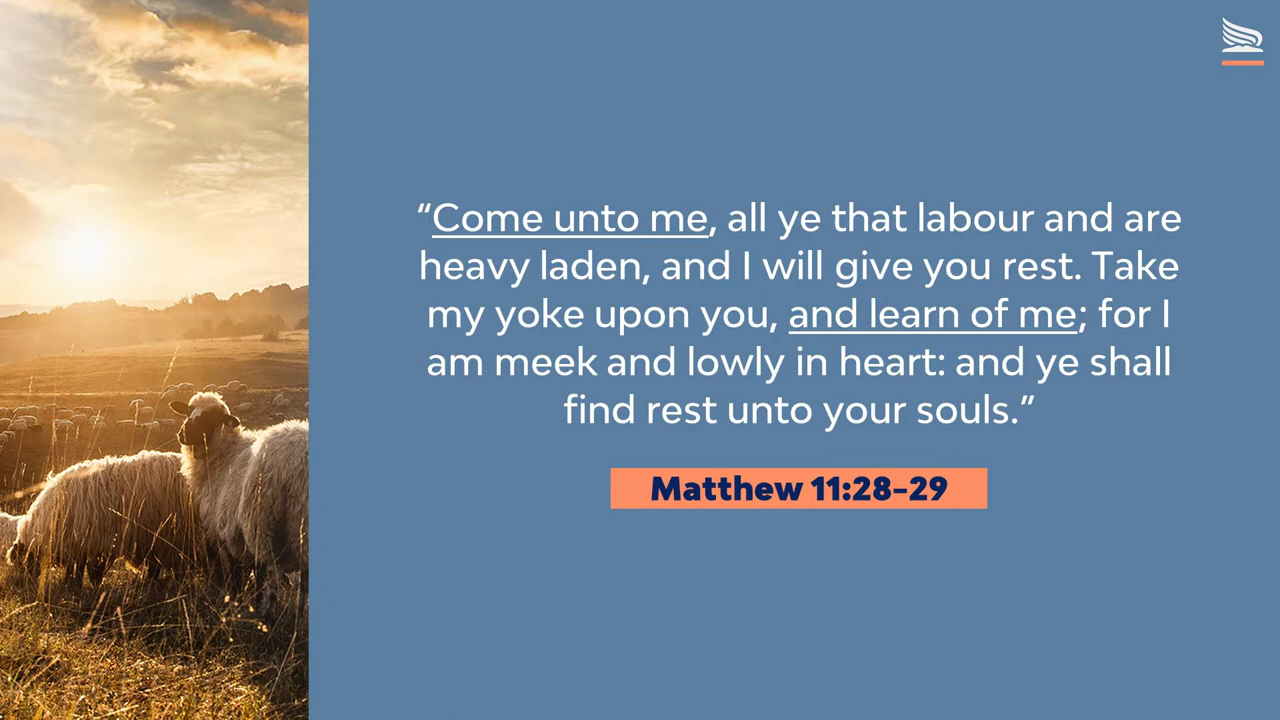 “Come unto me, all ye that labour and are
heavy laden, and I will give you rest. Take
my yoke upon you, and learn of me; for I
am meek and lowly in heart: and ye shall
find rest unto your souls.”
Matthew 11:28-29